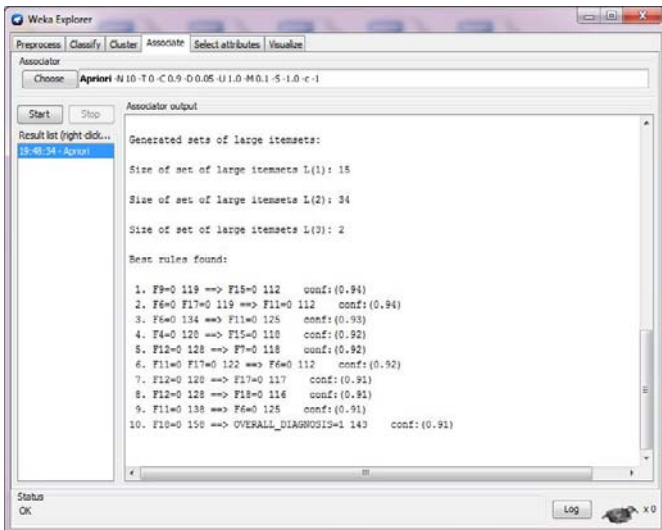 Weka Explorer
Preprocess Classify Cluster Associate Select attributes Visualize
Associator
Choose Apriori -N 10 -T 0 -C 0.9 -D 0.05 -U 1.0 -M 0.1 -S -1.0 -c -1
Start Stop
Result list (right-click...
19:48:34 - Apriori
Associator output
Generated sets of large itemsets:
Size of set of large itemsets L(1): 15
Size of set of large itemsets L(2): 34
Size of set of large itemsets L(3): 2
Best rules found:
1. F9=0 119 ==> F15=0 112 conf:(0.94)
2. F6=0 F17=0 119 ==> F11=0 112 conf:(0.94)
3. F6=0 134 ==> F11=0 125 conf:(0.93)
4. F4=0 128 ==> F15=0 118 conf:(0.92)
5. F12=0 128 ==> F7=0 118 conf:(0.92)
6. F11=0 F17=0 122 ==> F6=0 112 conf:(0.92)
7. F12=0 128 ==> F17=0 117 conf:(0.91)
8. F12=0 128 ==> F18=0 116 conf:(0.91)
9. F11=0 138 ==> F6=0 125 conf:(0.91)
10. F18=0 158 ==> OVERALL_DIAGNOSIS=1 143 conf:(0.91)
Status
OK
Log
x 0